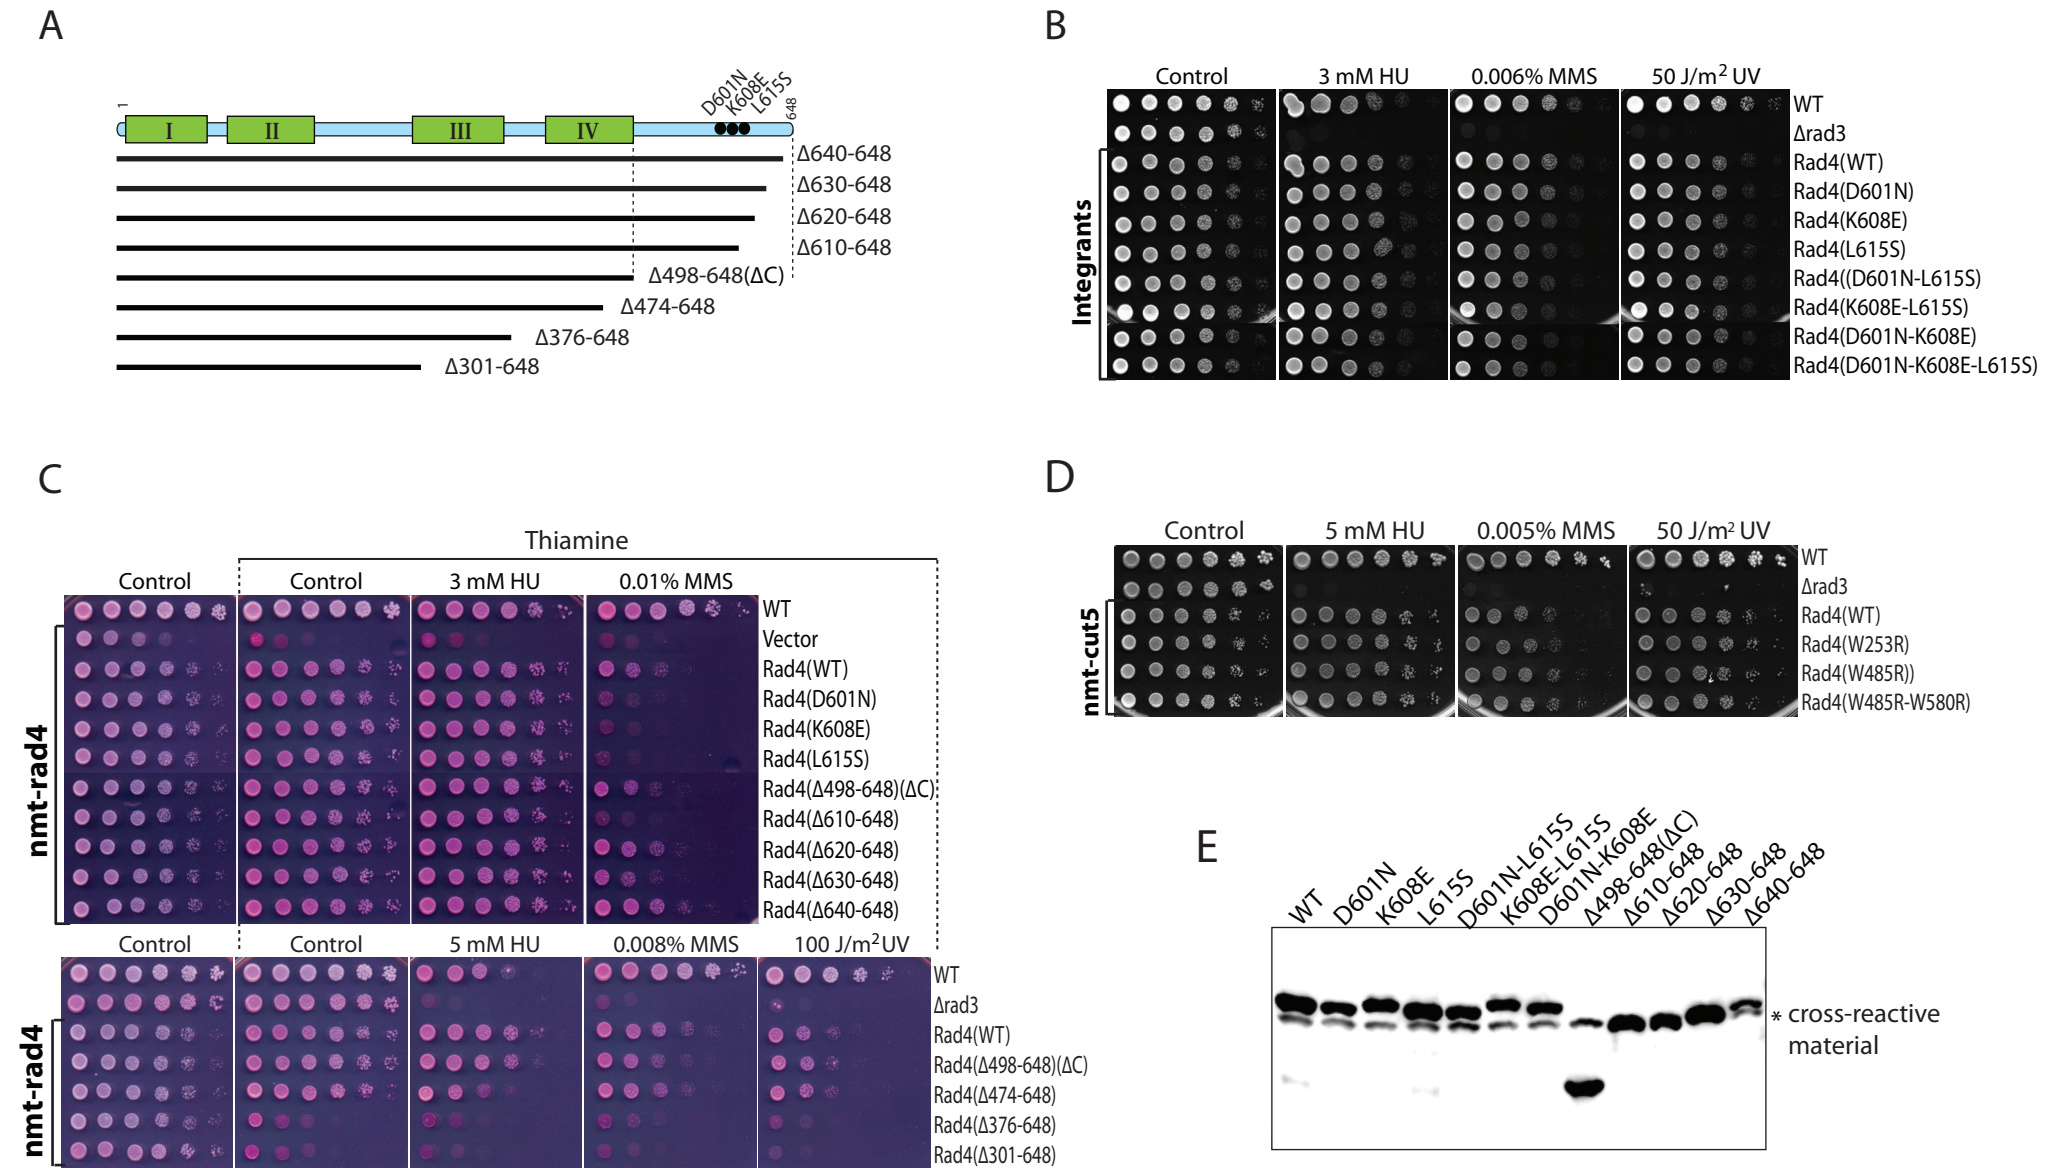 A
D601N
K608E
L615S
1
648
I
II
III
IV
Δ640-648
Δ630-648
Δ620-648
Δ610-648
Δ498-648(ΔC)
Δ474-648
Δ376-648
Δ301-648
B
Control
3 mM HU
0.006% MMS
50 J/m² UV
WT
Δrad3
Rad4(WT)
Rad4(D601N)
Rad4(K608E)
Rad4(L615S)
Rad4((D601N-L615S)
Rad4(K608E-L615S)
Rad4(D601N-K608E)
Rad4(D601N-K608E-L615S)
Integrants
C
Thiamine
Control
Control
3 mM HU
0.01% MMS
WT
Vector
Rad4(WT)
Rad4(D601N)
Rad4(K608E)
Rad4(L615S)
Rad4(Δ498-648)(ΔC)
Rad4(Δ610-648)
Rad4(Δ620-648)
Rad4(Δ630-648)
Rad4(Δ640-648)
nmt-rad4
Control
Control
5 mM HU
0.008% MMS
100 J/m² UV
WT
Δrad3
Rad4(WT)
Rad4(Δ498-648)(ΔC)
Rad4(Δ474-648)
Rad4(Δ376-648)
Rad4(Δ301-648)
nmt-rad4
D
Control
5 mM HU
0.005% MMS
50 J/m² UV
WT
Δrad3
Rad4(WT)
Rad4(W253R)
Rad4(W485R))
Rad4(W485R-W580R)
nmt-cut5
E
WT
D601N
K608E
L615S
D601N-L615S
K608E-L615S
D601N-K608E
Δ498-648(ΔC)
Δ610-648
Δ620-648
Δ630-648
Δ640-648
* cross-reactive
material